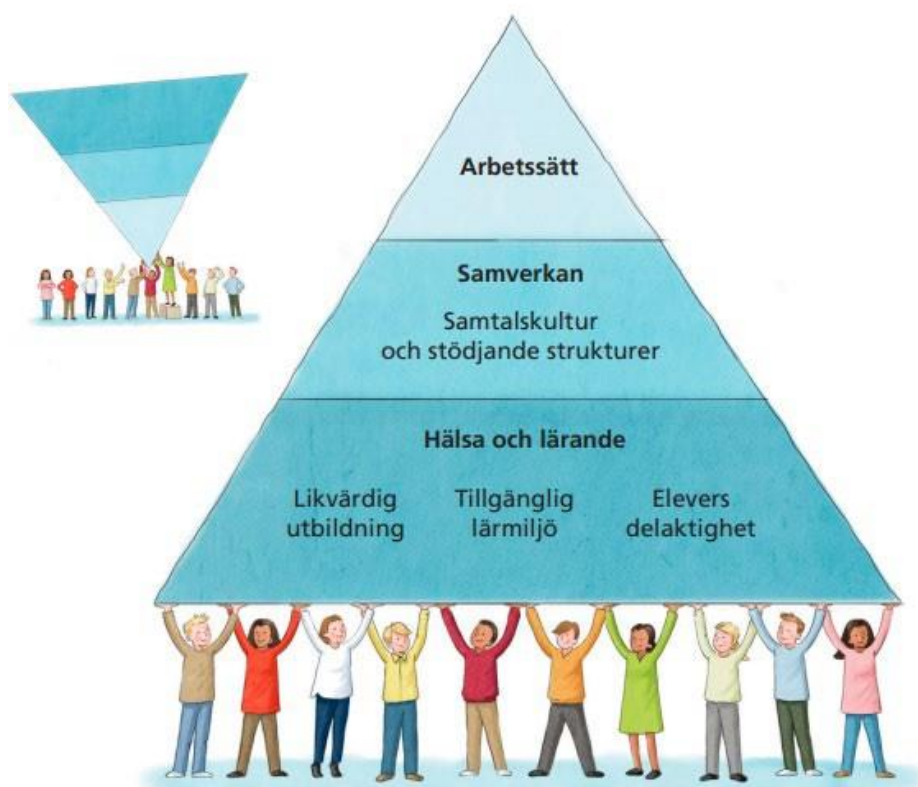 Arbetssätt
Samverkan
Samtalskultur
och stödjande strukturer
Hälsa och lärande
Likvärdig
utbildning
Tillgänglig
lärmiljö
Elevers
delaktighet